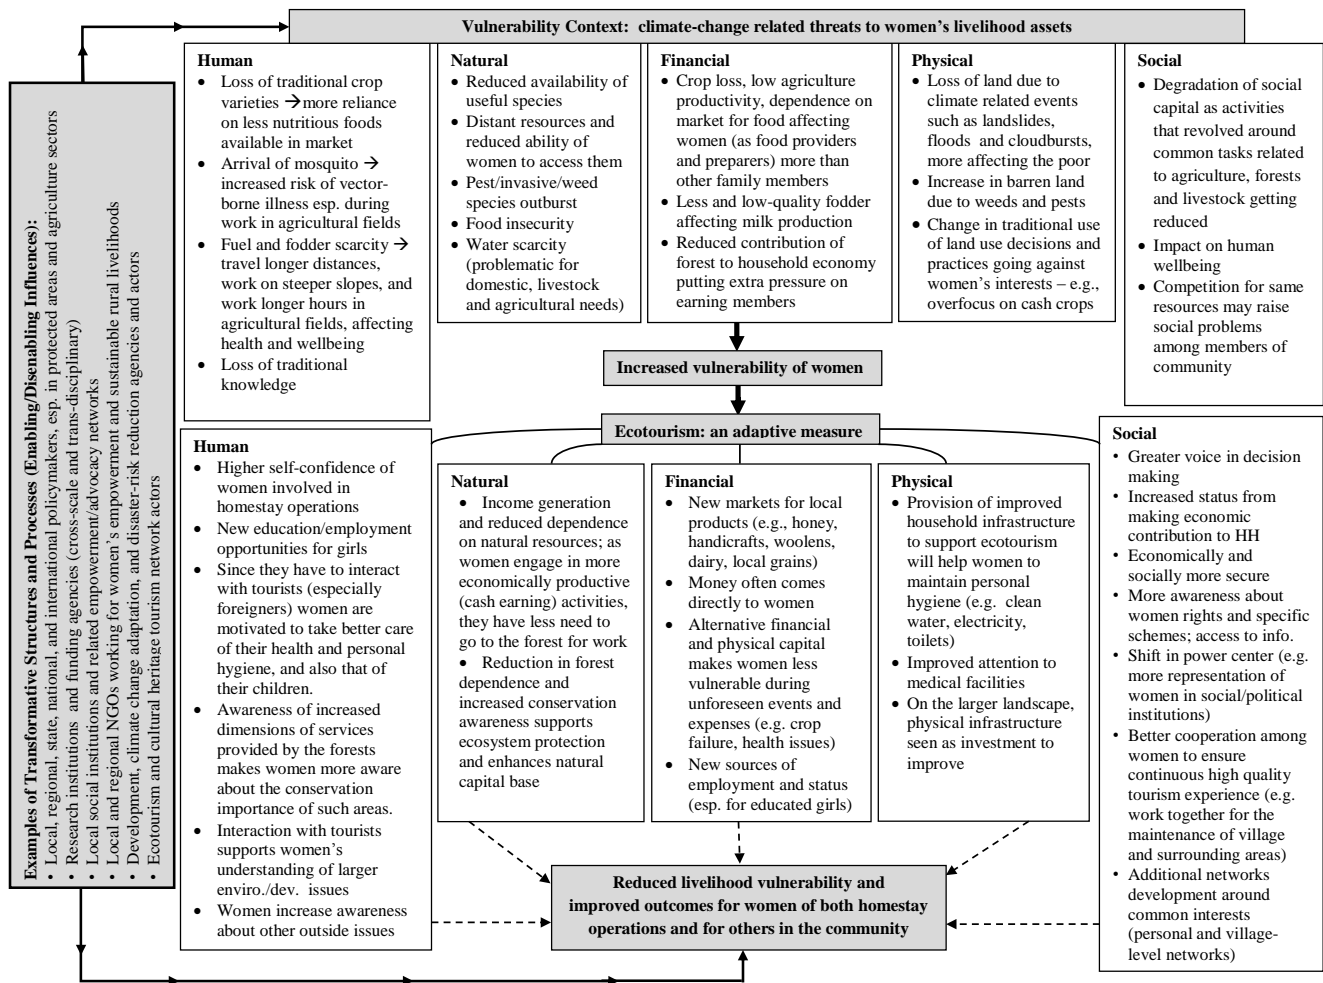 Vulnerability Context: climate-change related threats to women's livelihood assets
Examples of Transformative Structures and Processes (Enabling/Disenabling Influences):
• Local, regional, state, national, and international policymakers, esp. in protected areas and agriculture sectors
• Research institutions and funding agencies (cross-scale and trans-disciplinary)
• Local social institutions and related empowerment/advocacy networks
• Local and regional NGOs working for women's empowerment and sustainable rural livelihoods
• Development, climate change adaptation, and disaster-risk reduction agencies and actors
• Ecotourism and cultural heritage tourism network actors
Human
• Loss of traditional crop
varieties → more reliance
on less nutritious foods
available in market
• Arrival of mosquito →
increased risk of vector-
borne illness esp. during
work in agricultural fields
• Fuel and fodder scarcity →
travel longer distances,
work on steeper slopes, and
work longer hours in
agricultural fields, affecting
health and wellbeing
• Loss of traditional
knowledge
Natural
• Reduced availability of
useful species
• Distant resources and
reduced ability of
women to access them
• Pest/invasive/weed
species outburst
• Food insecurity
• Water scarcity
(problematic for
domestic, livestock
and agricultural needs)
Financial
• Crop loss, low agriculture
productivity, dependence on
market for food affecting
women (as food providers
and preparers) more than
other family members
• Less and low-quality fodder
affecting milk production
• Reduced contribution of
forest to household economy
putting extra pressure on
earning members
Physical
• Loss of land due to
climate related events
such as landslides,
floods and cloudbursts,
more affecting the poor
• Increase in barren land
due to weeds and pests
• Change in traditional use
of land use decisions and
practices going against
women's interests – e.g.,
overfocus on cash crops
Social
• Degradation of social
capital as activities
that revolved around
common tasks related
to agriculture, forests
and livestock getting
reduced
• Impact on human
wellbeing
• Competition for same
resources may raise
social problems
among members of
community
Increased vulnerability of women
Ecotourism: an adaptive measure
Human
• Higher self-confidence of
women involved in
homestay operations
• New education/employment
opportunities for girls
• Since they have to interact
with tourists (especially
foreigners) women are
motivated to take better care
of their health and personal
hygiene, and also that of
their children.
• Awareness of increased
dimensions of services
provided by the forests
makes women more aware
about the conservation
importance of such areas.
• Interaction with tourists
supports women's
understanding of larger
enviro./dev. issues
• Women increase awareness
about other outside issues
Natural
• Income generation
and reduced dependence
on natural resources; as
women engage in more
economically productive
(cash earning) activities,
they have less need to
go to the forest for work
• Reduction in forest
dependence and
increased conservation
awareness supports
ecosystem protection
and enhances natural
capital base
Financial
• New markets for local
products (e.g., honey,
handicrafts, woolens,
dairy, local grains)
• Money often comes
directly to women
• Alternative financial
and physical capital
makes women less
vulnerable during
unforeseen events and
expenses (e.g. crop
failure, health issues)
• New sources of
employment and status
(esp. for educated girls)
Physical
• Provision of improved
household infrastructure
to support ecotourism
will help women to
maintain personal
hygiene (e.g. clean
water, electricity,
toilets)
• Improved attention to
medical facilities
• On the larger landscape,
physical infrastructure
seen as investment to
improve
Social
• Greater voice in decision
making
• Increased status from
making economic
contribution to HH
• Economically and
socially more secure
• More awareness about
women rights and specific
schemes; access to info.
• Shift in power center (e.g.
more representation of
women in social/political
institutions)
• Better cooperation among
women to ensure
continuous high quality
tourism experience (e.g.
work together for the
maintenance of village
and surrounding areas)
• Additional networks
development around
common interests
(personal and village-
level networks)
Reduced livelihood vulnerability and
improved outcomes for women of both homestay
operations and for others in the community